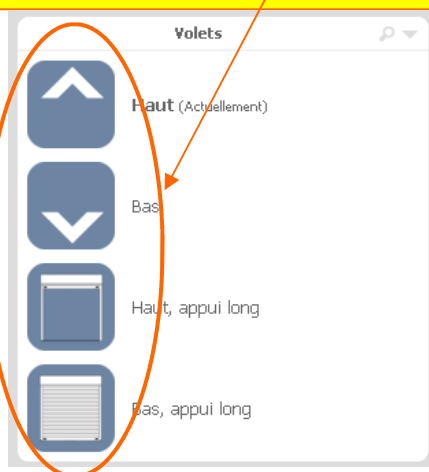 Volets
Haut (Actuellement)
Bas
Haut, appui long
Bas, appui long